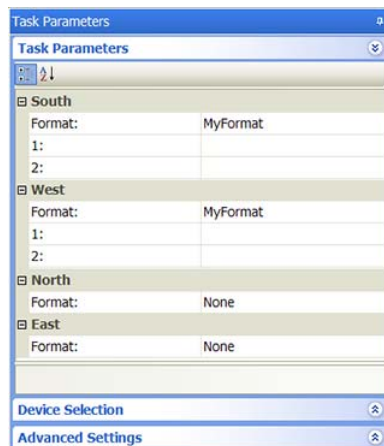 Task Parameters
Task Parameters
South
Format: MyFormat
1:
2:
West
Format: MyFormat
1:
2:
North
Format: None
East
Format: None
Device Selection
Advanced Settings